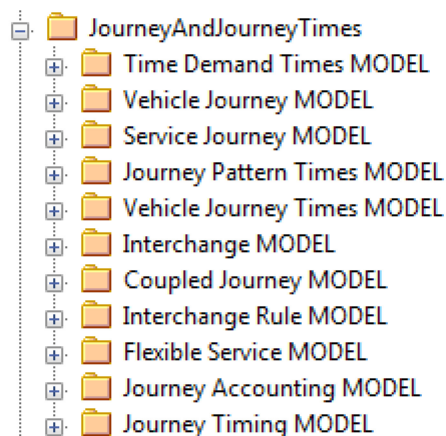 JourneyAndJourneyTimes
Time Demand Times MODEL
Vehicle Journey MODEL
Service Journey MODEL
Journey Pattern Times MODEL
Vehicle Journey Times MODEL
Interchange MODEL
Coupled Journey MODEL
Interchange Rule MODEL
Flexible Service MODEL
Journey Accounting MODEL
Journey Timing MODEL